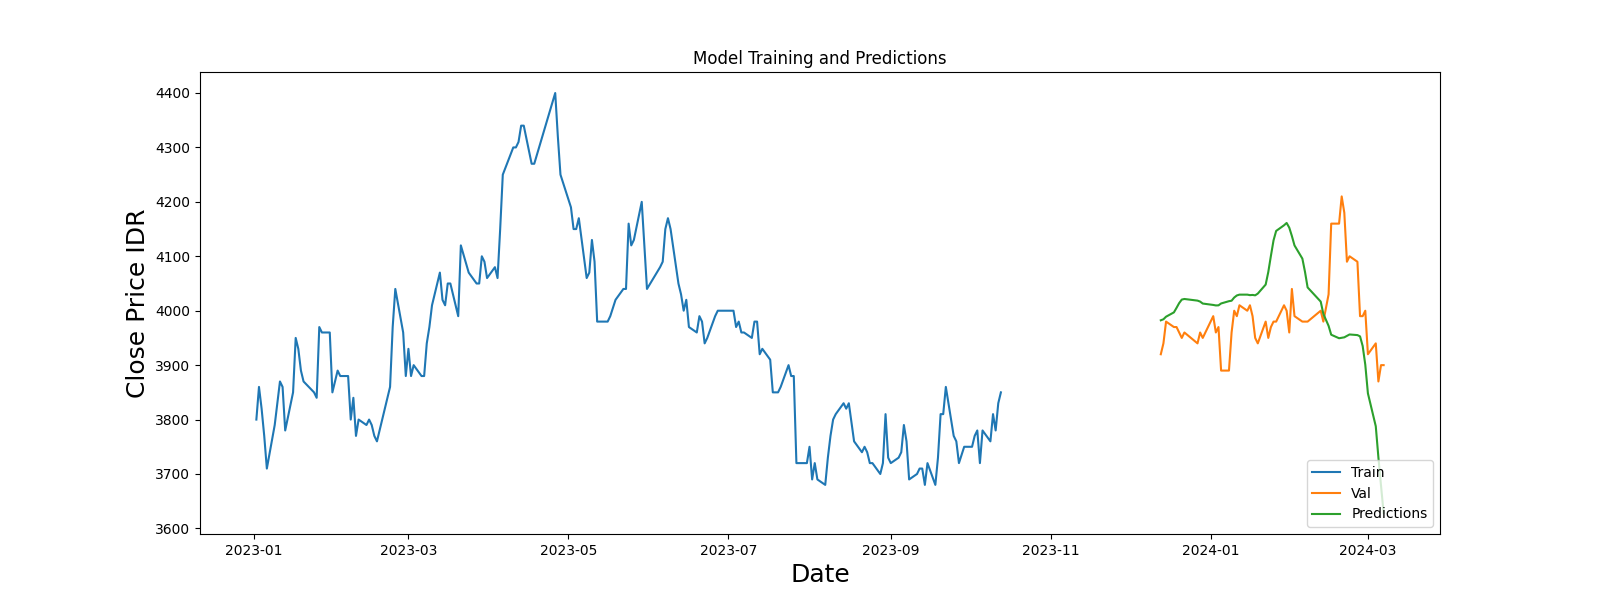 Model Training and Predictions
Close Price IDR
4400
4300
4200
4100
4000
3900
3800
3700
3600
2023-01
2023-03
2023-05
2023-07
2023-09
2023-11
2024-01
2024-03
Date
Train
Val
Predictions